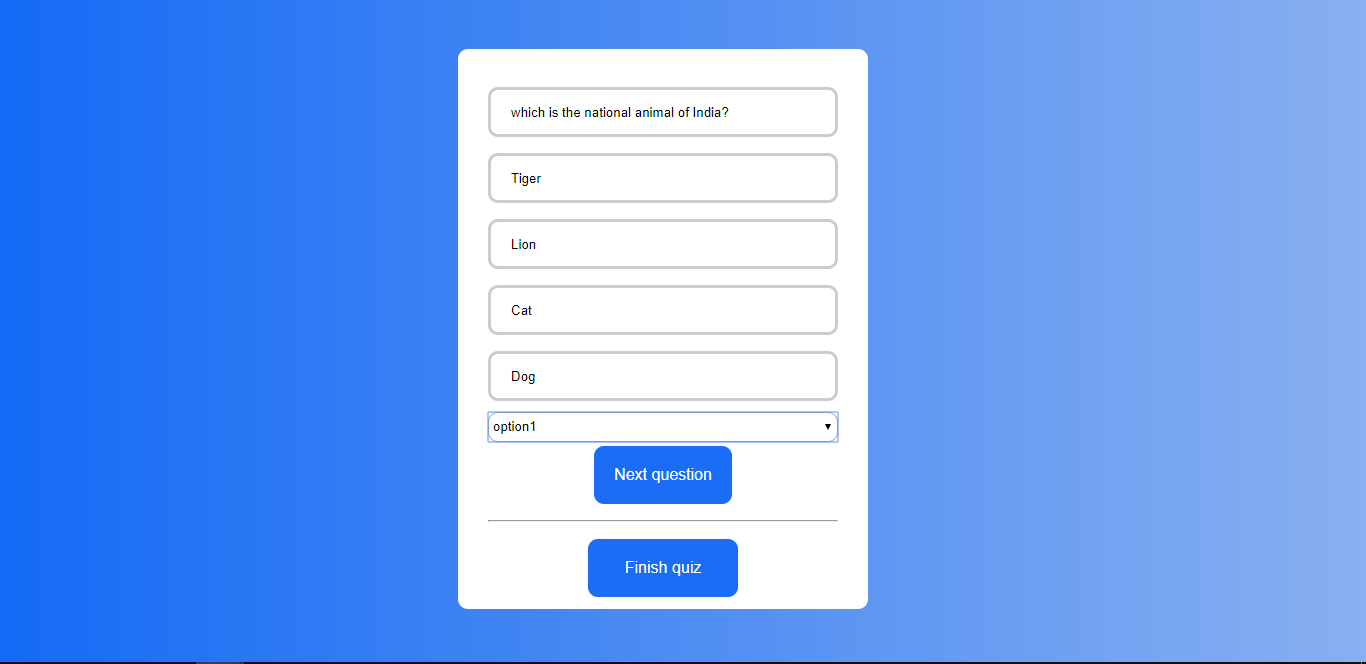 which is the national animal of India?
Tiger
Lion
Cat
Dog
option1
Next question
Finish quiz